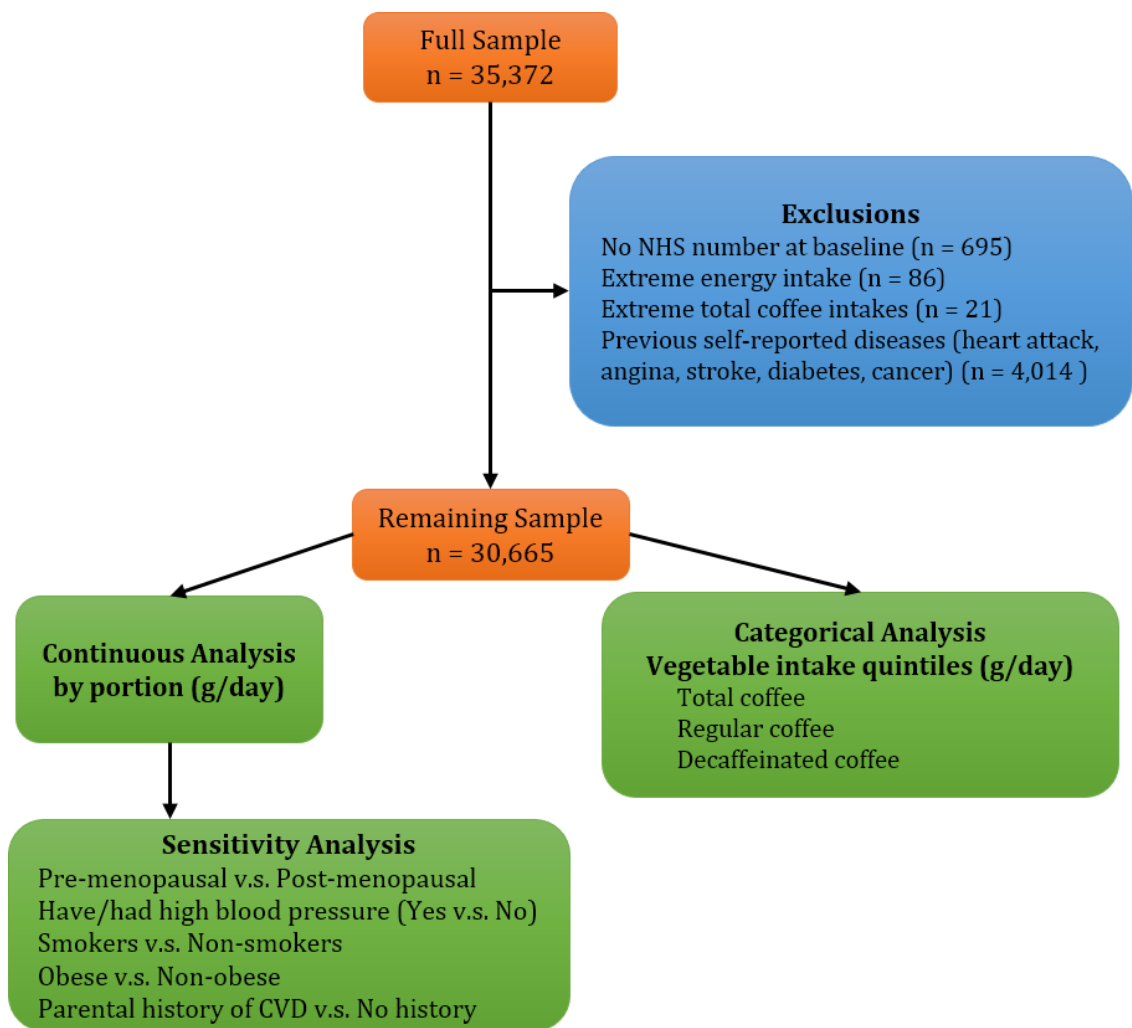 Full Sample
n = 35,372
Exclusions
No NHS number at baseline (n = 695)
Extreme energy intake (n = 86)
Extreme total coffee intakes (n = 21)
Previous self-reported diseases (heart attack,
angina, stroke, diabetes, cancer) (n = 4,014 )
Remaining Sample
n = 30,665
Continuous Analysis
by portion (g/day)
Categorical Analysis
Vegetable intake quintiles (g/day)
Total coffee
Regular coffee
Decaffeinated coffee
Sensitivity Analysis
Pre-menopausal v.s. Post-menopausal
Have/had high blood pressure (Yes v.s. No)
Smokers v.s. Non-smokers
Obese v.s. Non-obese
Parental history of CVD v.s. No history